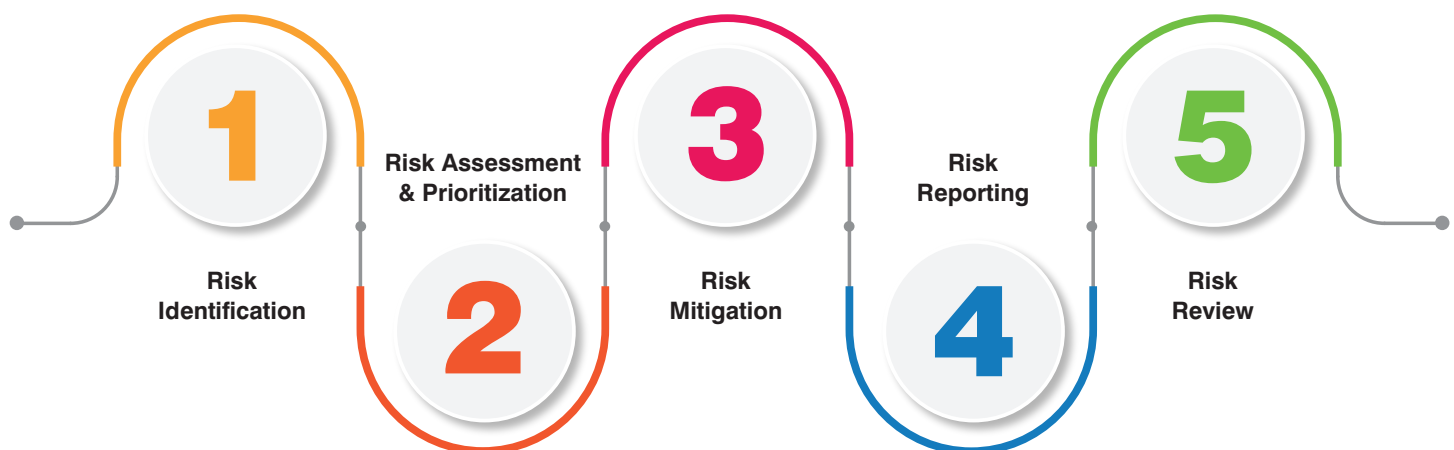 1
Risk
Identification
Risk Assessment
& Prioritization
2
3
Risk
Mitigation
Risk
Reporting
4
5
Risk
Review